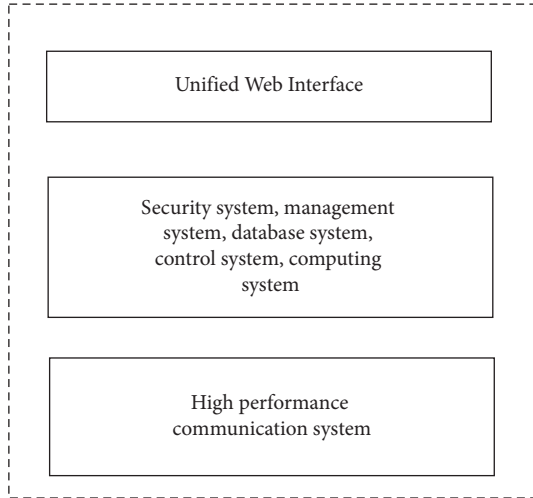 Unified Web Interface
Security system, management
system, database system,
control system, computing
system
High performance
communication system